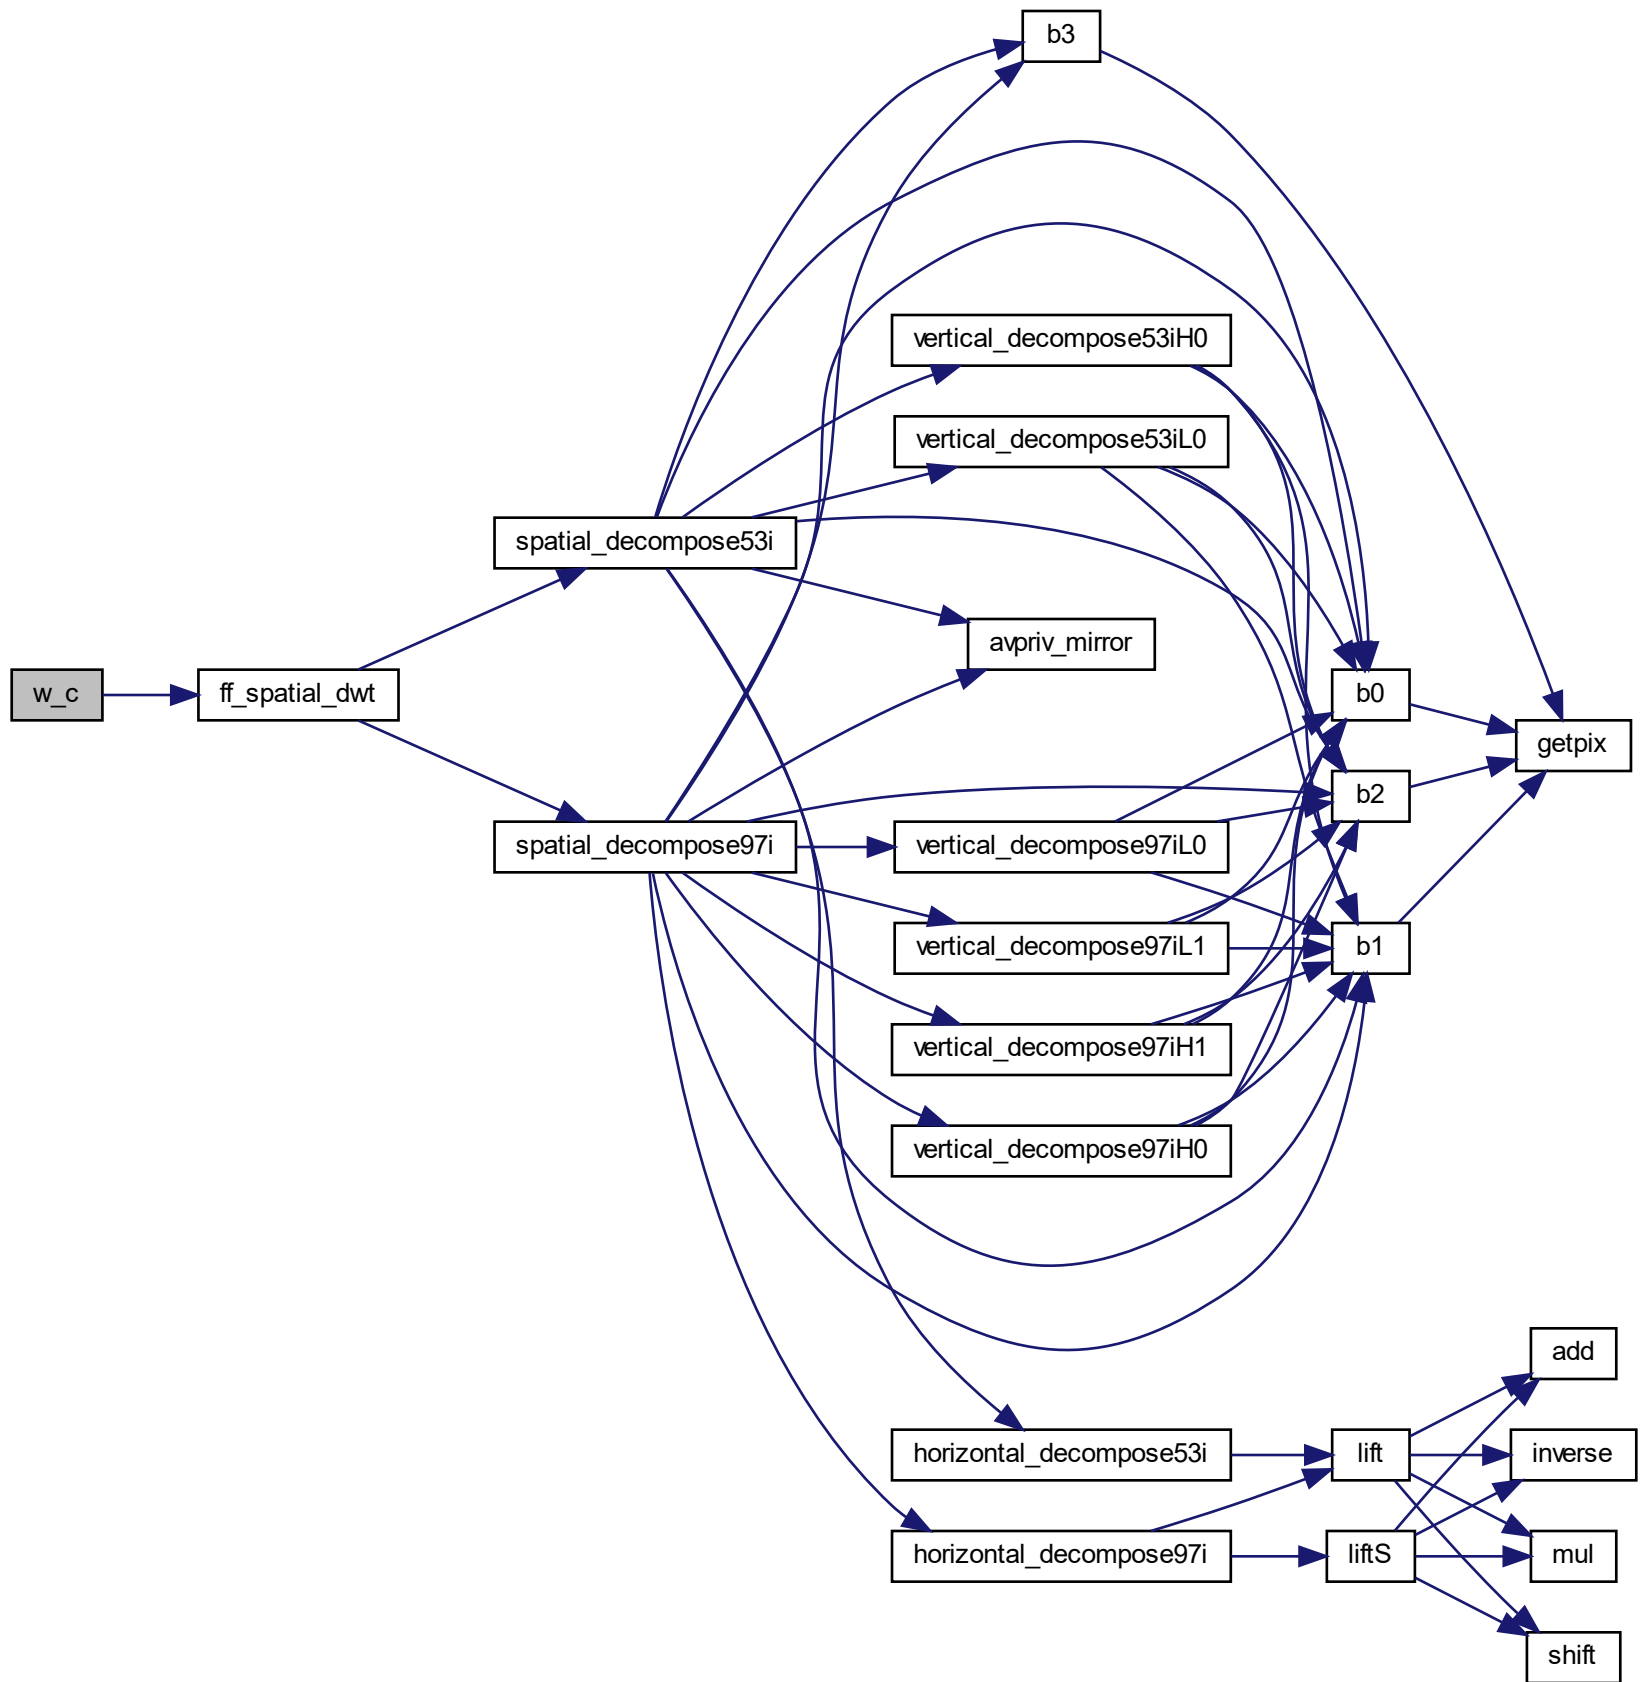 w_c
ff_spatial_dwt
spatial_decompose53i
spatial_decompose97i
b3
vertical_decompose53iH0
vertical_decompose53iL0
avpriv_mirror
vertical_decompose97iL0
vertical_decompose97iL1
vertical_decompose97iH1
vertical_decompose97iH0
horizontal_decompose53i
horizontal_decompose97i
b0
b2
b1
lift
liftS
getpix
add
inverse
mul
shift